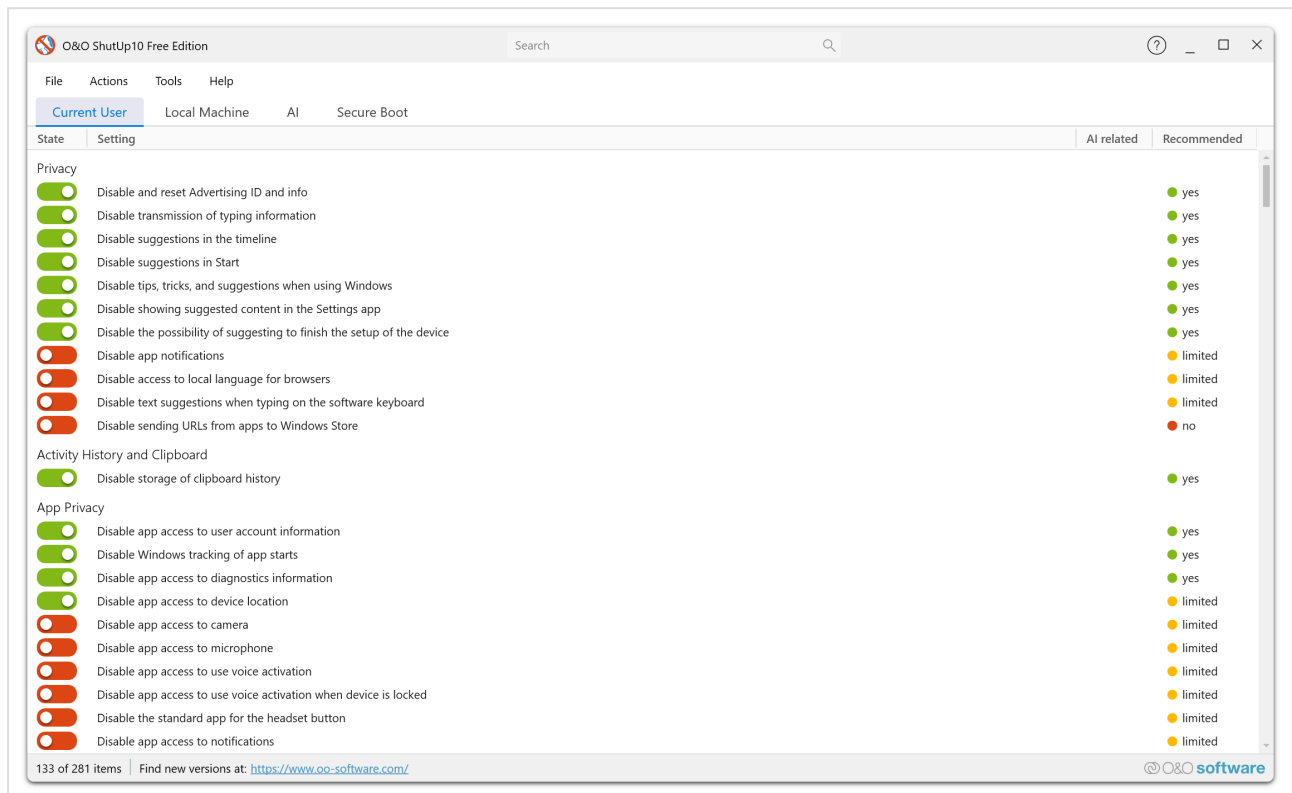 O&O ShutUp10 Free Edition Search ?
File Actions Tools Help
Current User Local Machine AI Secure Boot
State Setting AI related Recommended
Privacy
Disable and reset Advertising ID and info yes
Disable transmission of typing information yes
Disable suggestions in the timeline yes
Disable suggestions in Start yes
Disable tips, tricks, and suggestions when using Windows yes
Disable showing suggested content in the Settings app yes
Disable the possibility of suggesting to finish the setup of the device yes
Disable app notifications limited
Disable access to local language for browsers limited
Disable text suggestions when typing on the software keyboard limited
Disable sending URLs from apps to Windows Store no
Activity History and Clipboard
Disable storage of clipboard history yes
App Privacy
Disable app access to user account information yes
Disable Windows tracking of app starts yes
Disable app access to diagnostics information yes
Disable app access to device location limited
Disable app access to camera limited
Disable app access to microphone limited
Disable app access to use voice activation limited
Disable app access to use voice activation when device is locked limited
Disable the standard app for the headset button limited
Disable app access to notifications limited
133 of 281 items Find new versions at: https://www.oo-software.com/ O&O software